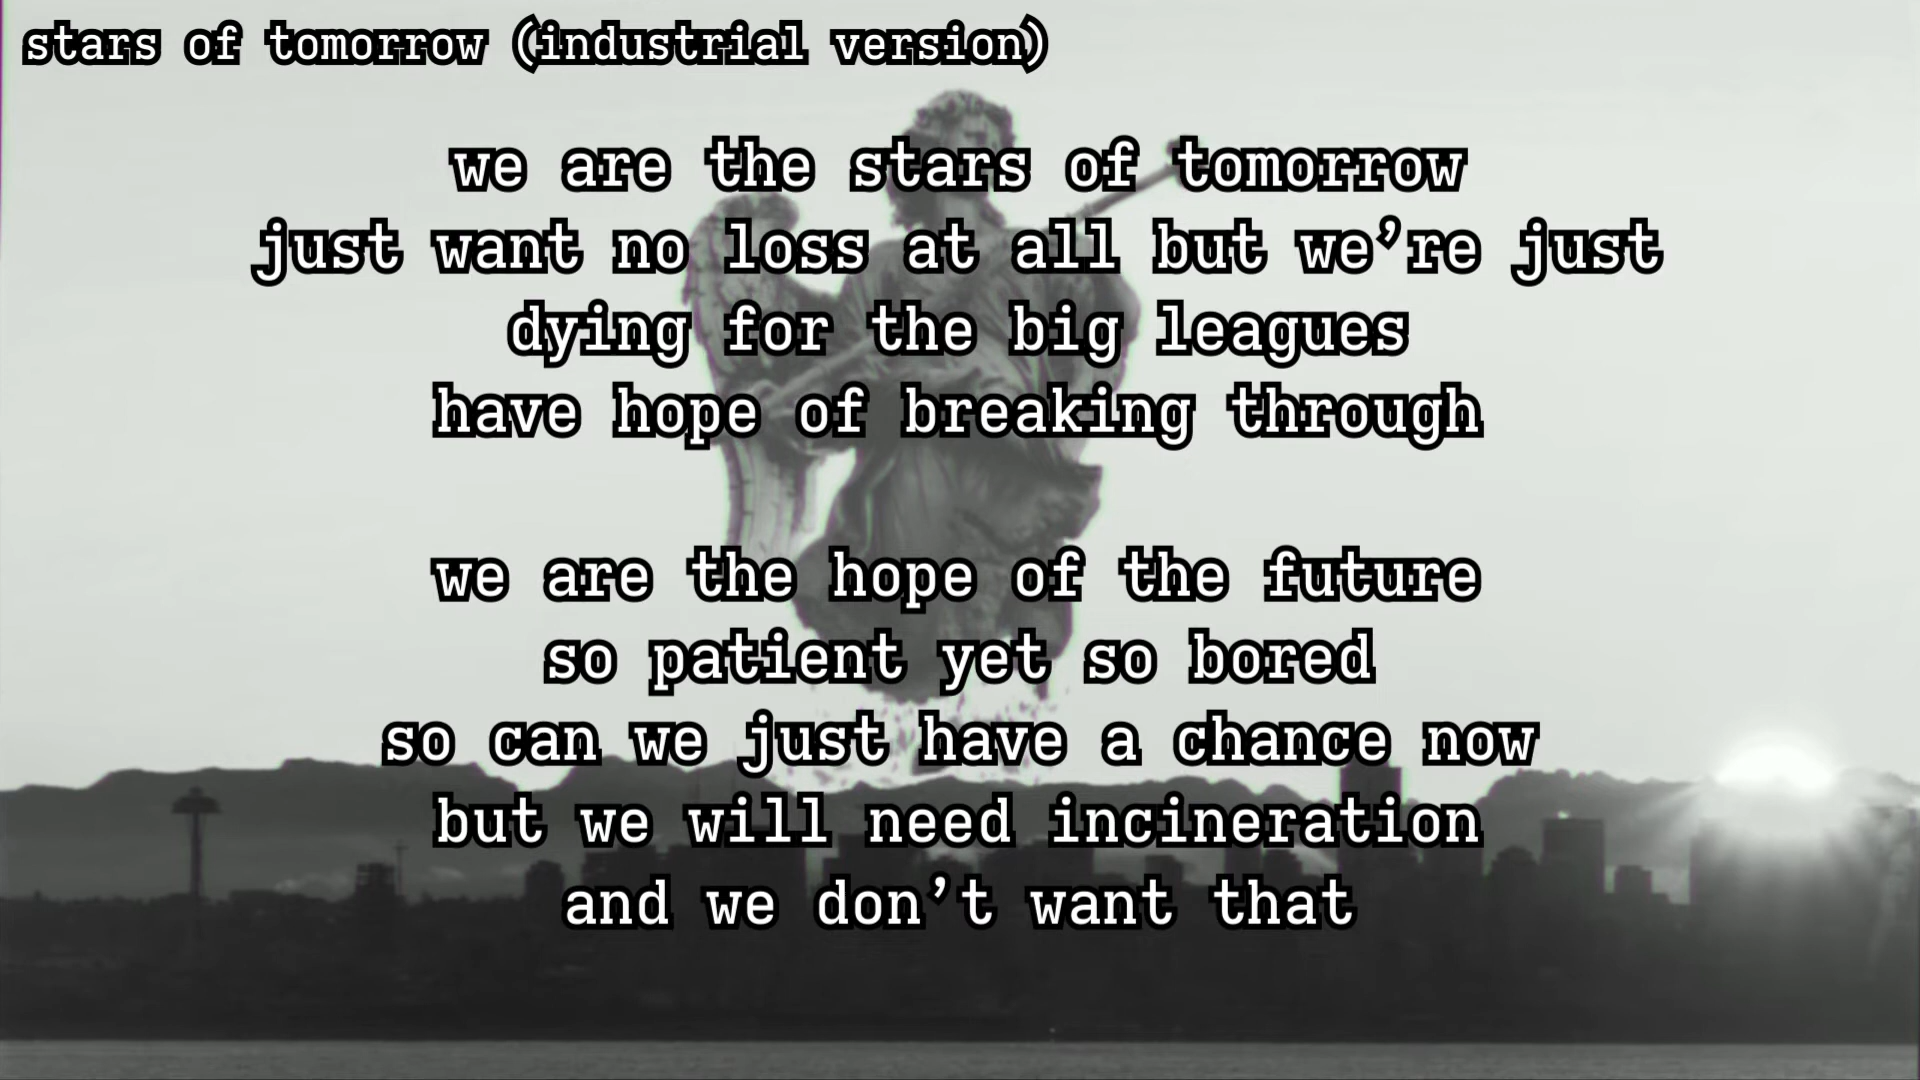 stars of tomorrow (industrial version)
we are the stars of tomorrow
just want no loss at all but we’re just
dying for the big leagues
have hope of breaking through
we are the hope of the future
so patient yet so bored
so can we just have a chance now
but we will need incineration
and we don’t want that